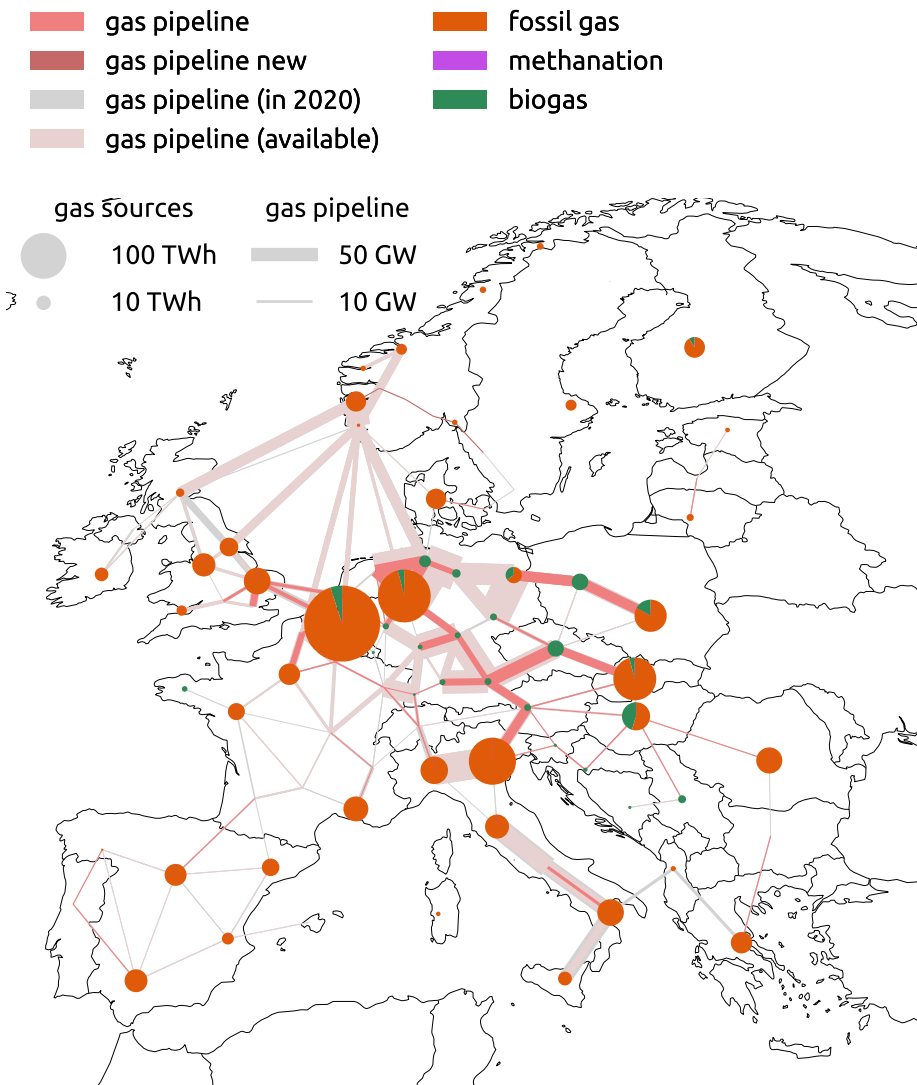 gas pipeline
gas pipeline new
gas pipeline (in 2020)
gas pipeline (available)
fossil gas
methanation
biogas
gas sources
100 TWh
10 TWh
gas pipeline
50 GW
10 GW